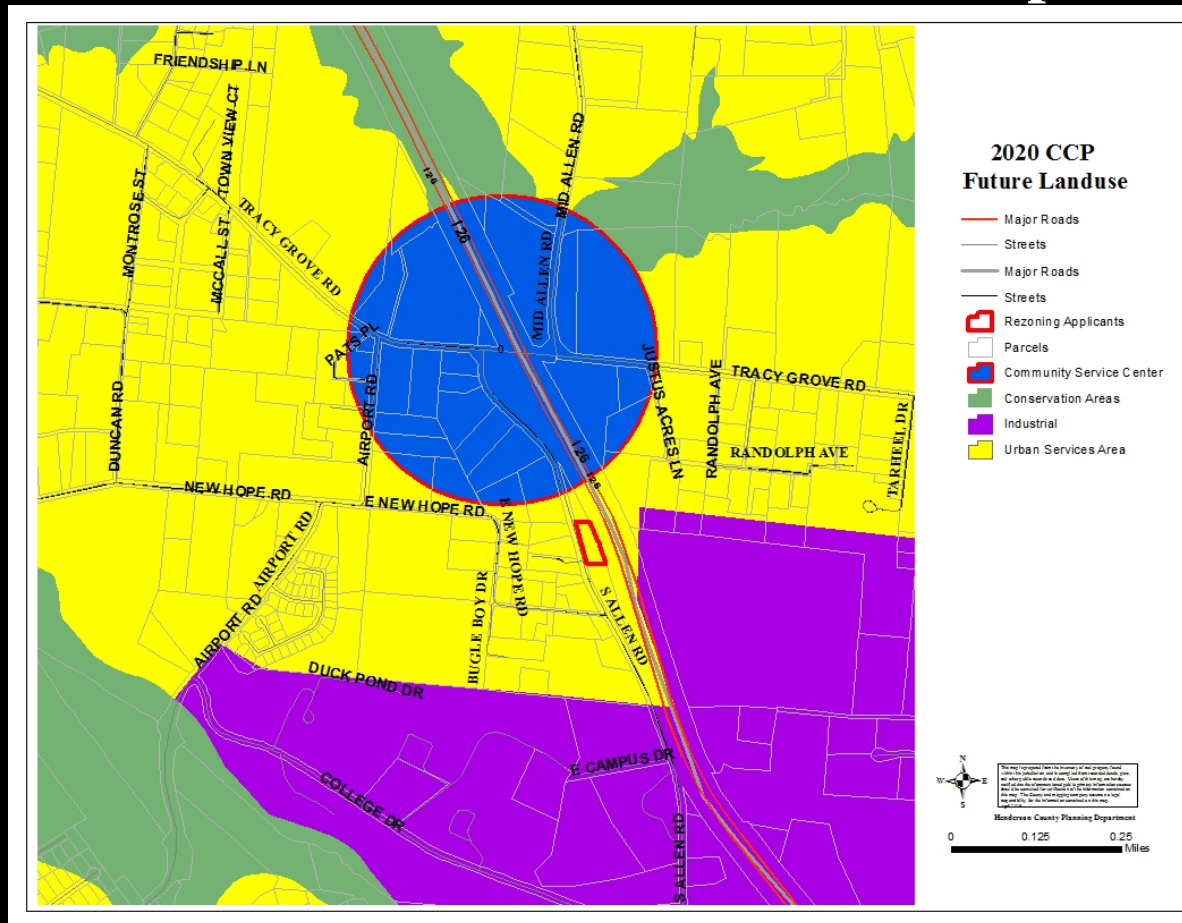 FRIENDSHIP LN
TOWN VIEW CT
MID ALLEN RD
MONTROSE ST
MCCALL ST
TRACY GROVE RD
I 26
I 26
MID ALLEN RD
PATS PL
0
JUSTUS ACRES LN
RANDOLPH AVE
TRACY GROVE RD
DUNCAN RD
AIRPORT RD
I 26
I 26
RANDOLPH AVE
TARHEEL DR
NEW HOPE RD
E NEW HOPE RD
E NEW HOPE RD
AIRPORT RD
AIRPORT RD
BUGLE BOY DR
S ALLEN RD
DUCK POND DR
E CAMPUS DR
COLLEGE DR
S ALLEN RD
2020 CCP
Future Landuse
Major Roads
Streets
Major Roads
Streets
Rezoning Applicants
Parcels
Community Service Center
Conservation Areas
Industrial
Urban Services Area
N
W E
S
Henderson County Planning Department
0 0.125 0.25
Miles